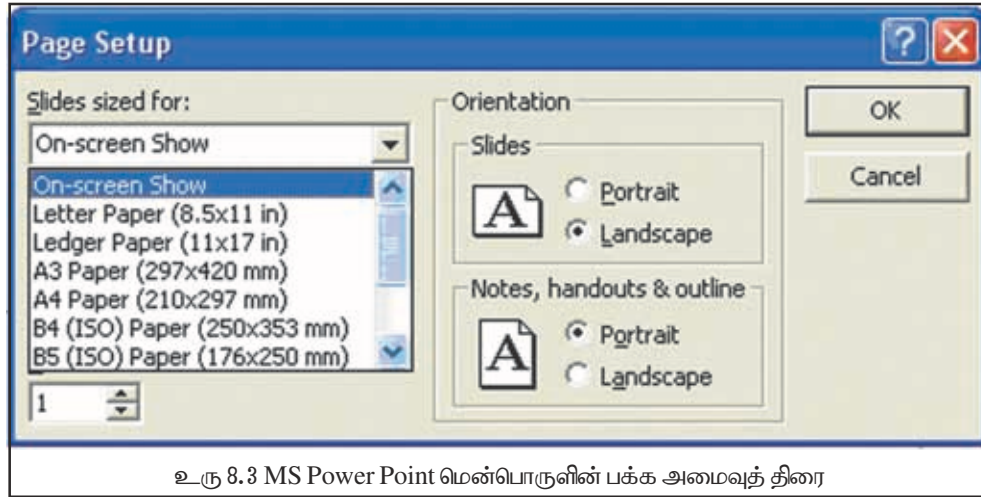 Page Setup
Slides sized for:
On-screen Show
On-screen Show
Letter Paper (8.5x11 in)
Ledger Paper (11x17 in)
A3 Paper (297x420 mm)
A4 Paper (210x297 mm)
B4 (ISO) Paper (250x353 mm)
B5 (ISO) Paper (176x250 mm)
1
Orientation
Slides
A
Portrait
Landscape
Notes, handouts & outline
A
Portrait
Landscape
OK
Cancel
உரு 8.3 MS Power Point மென்பொருளின் பக்க அமைவுத் திரை